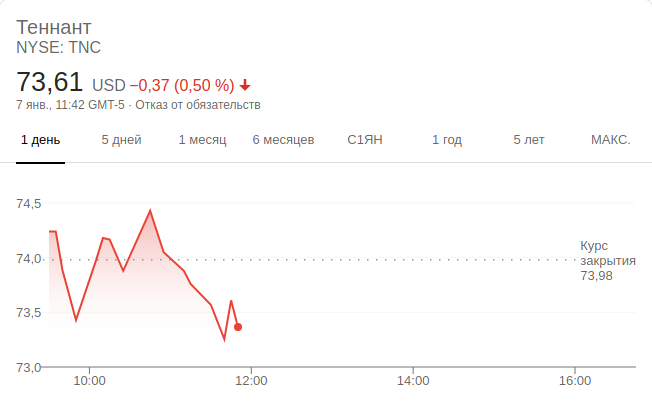 Теннант
NYSE: TNC
73,61 USD −0,37 (0,50 %)
7 янв., 11:42 GMT-5 · Отказ от обязательств
1 день 5 дней 1 месяц 6 месяцев С1ЯН 1 год 5 лет МАКС.
74,5
74,0
73,5
73,0
Курс
закрытия
73,98
10:00 12:00 14:00 16:00